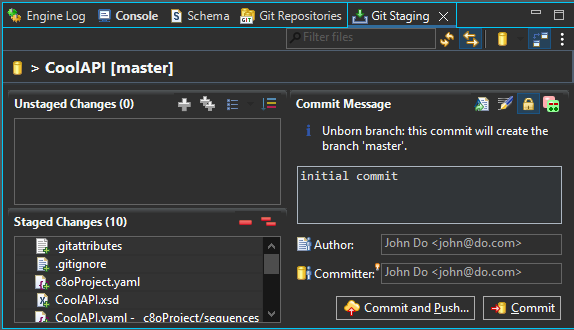 Engine Log Console Schema Git Repositories Git Staging
Filter files
> CoolAPI [master]
Unstaged Changes (0)
Staged Changes (10)
.gitattributes
.gitignore
c8oProject.yaml
CoolAPI.xsd
CoolAPI.yaml - _c8oProject/sequences
Commit Message
Unborn branch: this commit will create the
branch 'master'.
initial commit
Author: John Do <john@do.com>
Committer: John Do <john@do.com>
Commit and Push... Commit